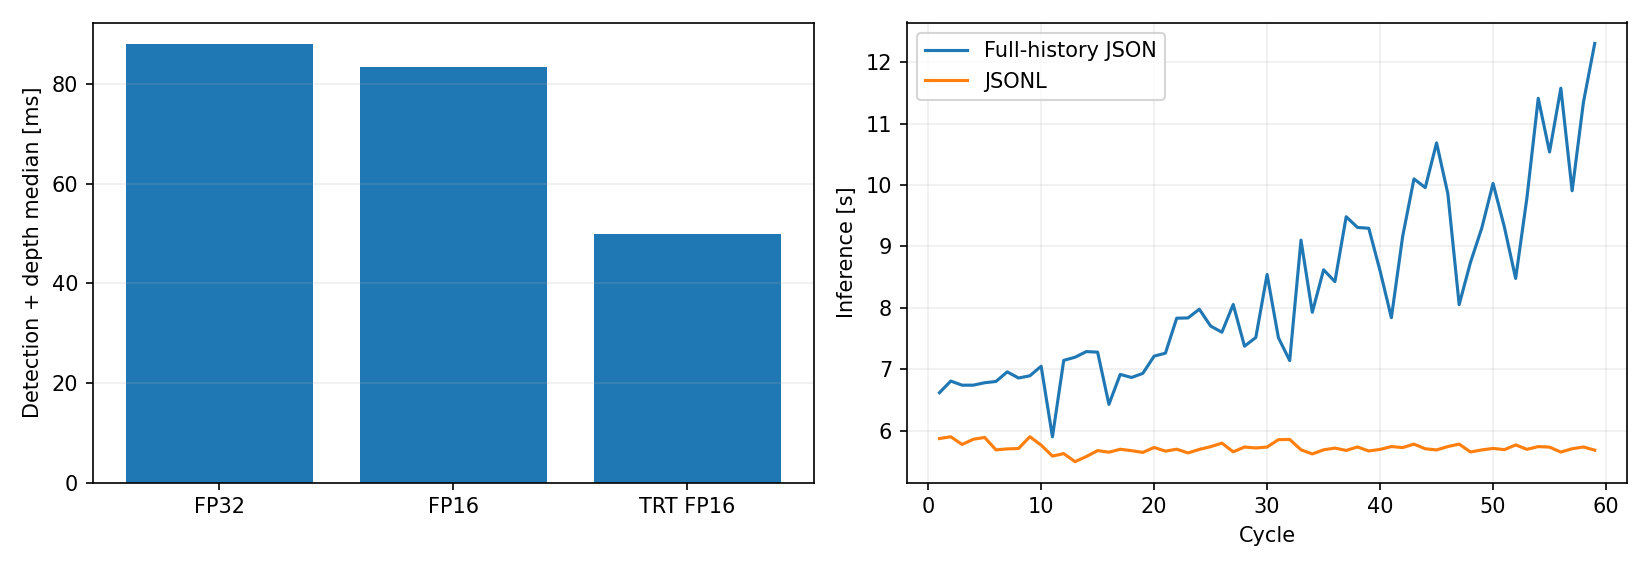 Detection + depth median [ms]
80
60
40
20
0
FP32 FP16 TRT FP16
Full-history JSON
JSONL
Inference [s]
12
11
10
9
8
7
6
0 10 20 30 40 50 60
Cycle